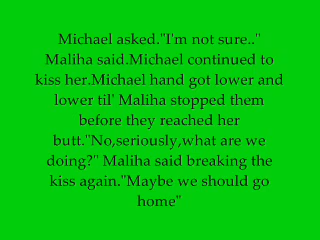 Michael asked."I'm not sure.."
Maliha said.Michael continued to
kiss her.Michael hand got lower and
lower til' Maliha stopped them
before they reached her
butt."No,seriously,what are we
doing?" Maliha said breaking the
kiss again."Maybe we should go
home"